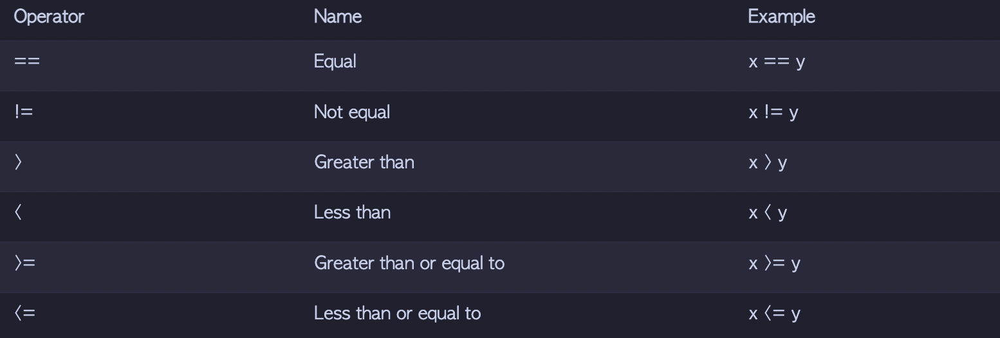 Operator Name Example
== Equal x == y
!= Not equal x != y
> Greater than x > y
< Less than x < y
>= Greater than or equal to x >= y
<= Less than or equal to x <= y